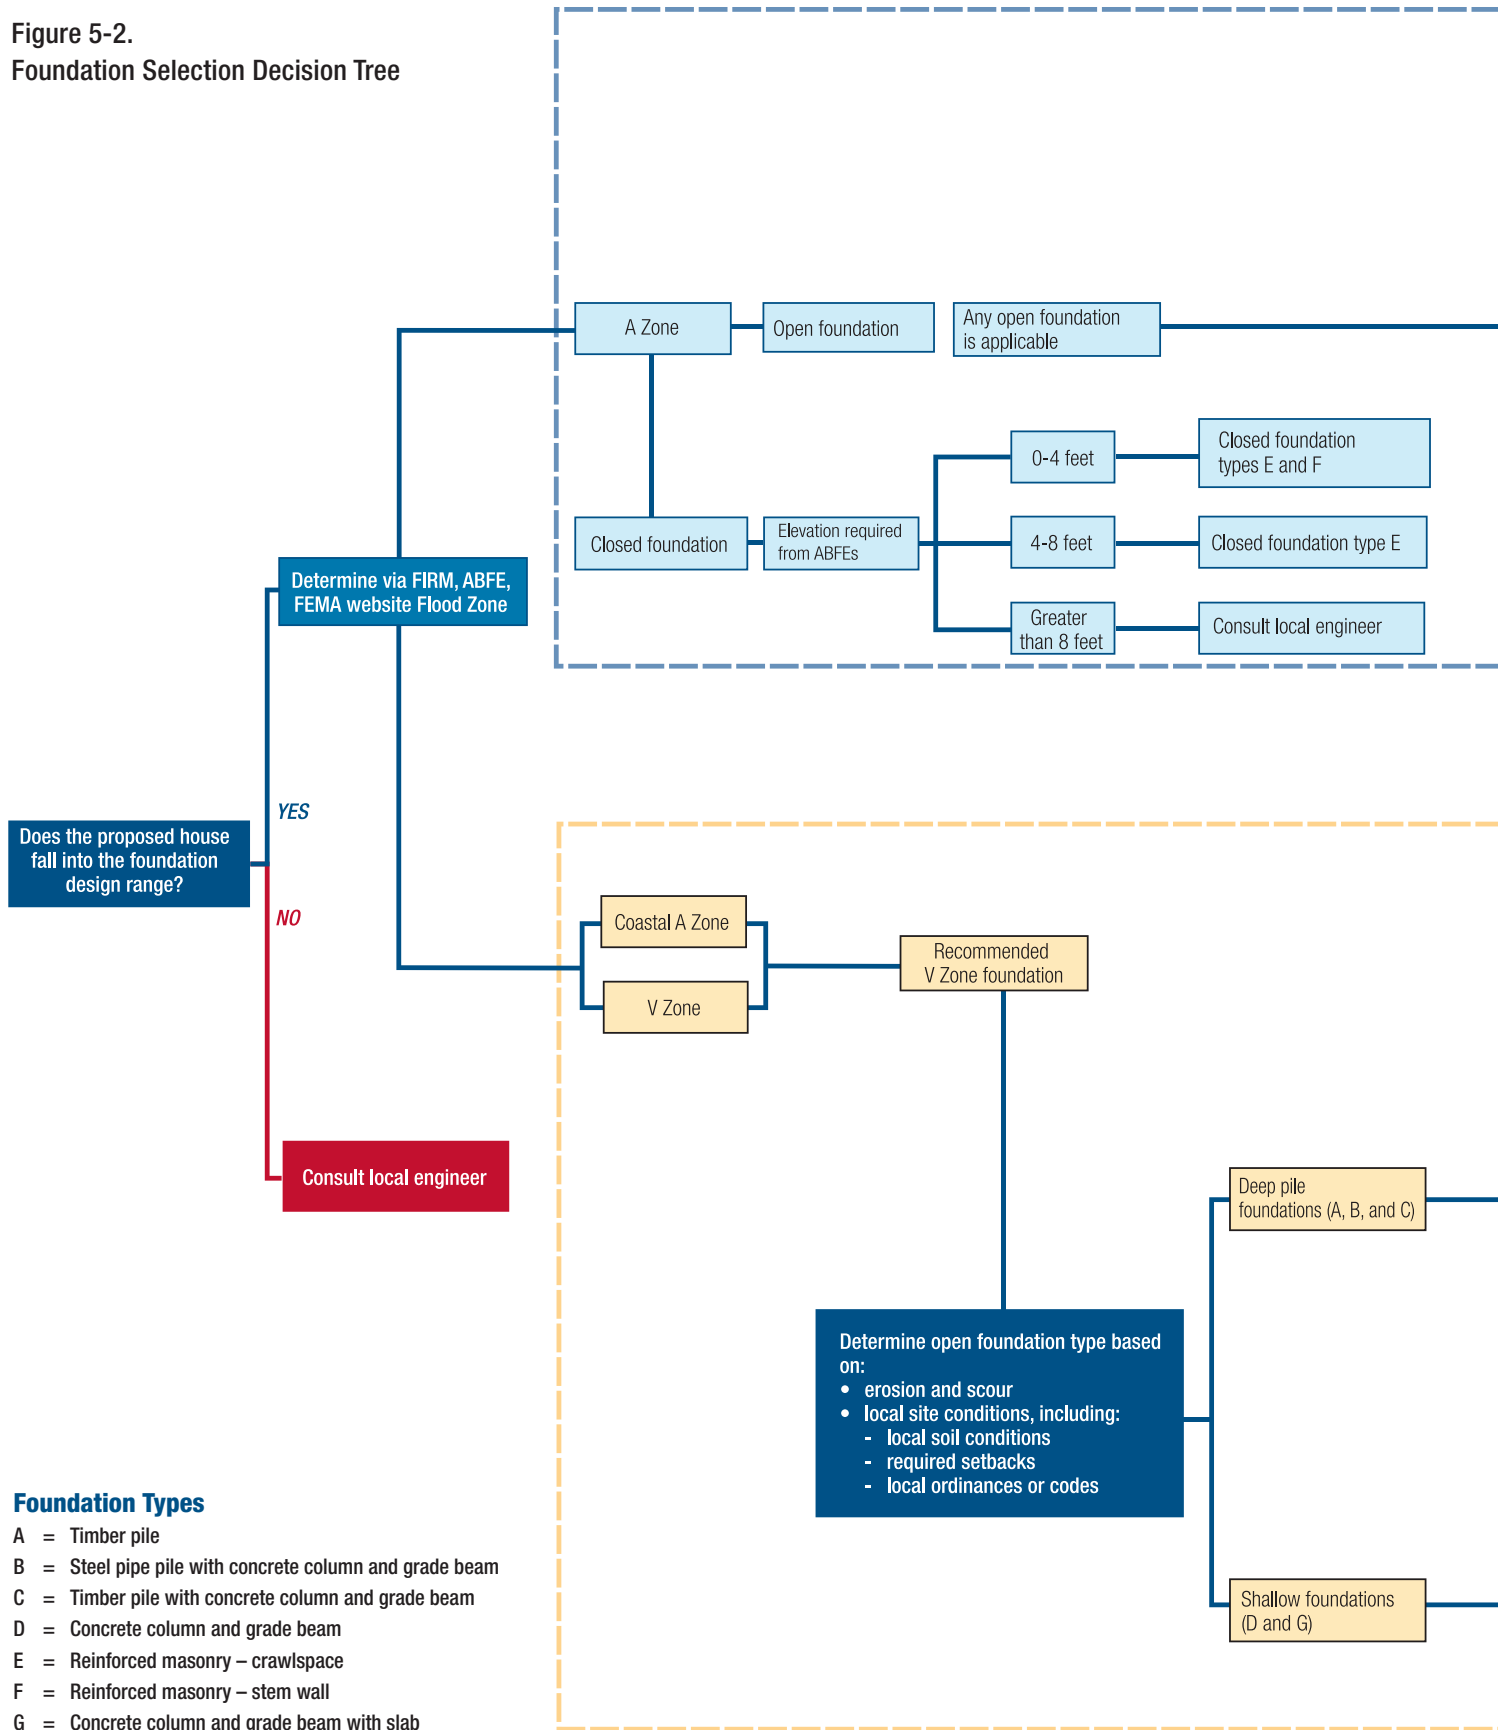 Figure 5-2.
Foundation Selection Decision Tree
A Zone
Open foundation
Any open foundation
is applicable
0-4 feet
Closed foundation
types E and F
Closed foundation
Elevation required
from ABFEs
4-8 feet
Closed foundation type E
Greater
than 8 feet
Consult local engineer
Determine via FIRM, ABFE,
FEMA website Flood Zone
YES
Does the proposed house
fall into the foundation
design range?
NO
Coastal A Zone
V Zone
Recommended
V Zone foundation
Consult local engineer
Deep pile
foundations (A, B, and C)
Determine open foundation type based
on:
• erosion and scour
• local site conditions, including:
- local soil conditions
- required setbacks
- local ordinances or codes
Shallow foundations
(D and G)
Foundation Types
A = Timber pile
B = Steel pipe pile with concrete column and grade beam
C = Timber pile with concrete column and grade beam
D = Concrete column and grade beam
E = Reinforced masonry – crawlspace
F = Reinforced masonry – stem wall
G = Concrete column and grade beam with slab